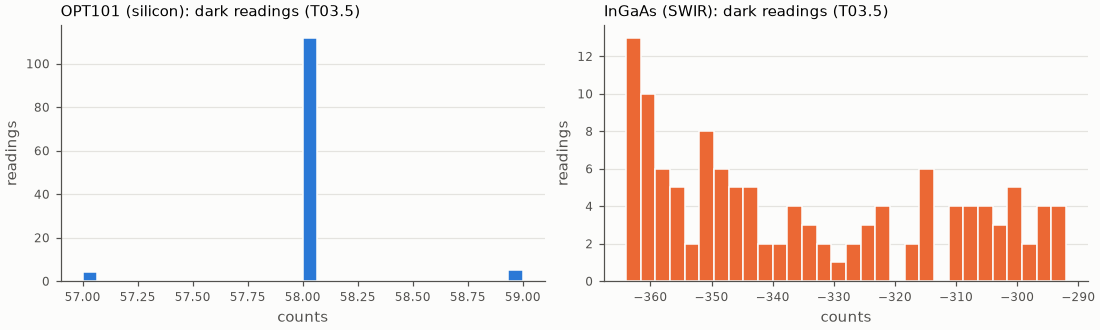 OPT101 (silicon): dark readings (T03.5)
readings
100
80
60
40
20
0
57.00 57.25 57.50 57.75 58.00 58.25 58.50 58.75 59.00
counts
InGaAs (SWIR): dark readings (T03.5)
readings
12
10
8
6
4
2
0
−360 −350 −340 −330 −320 −310 −300 −290
counts